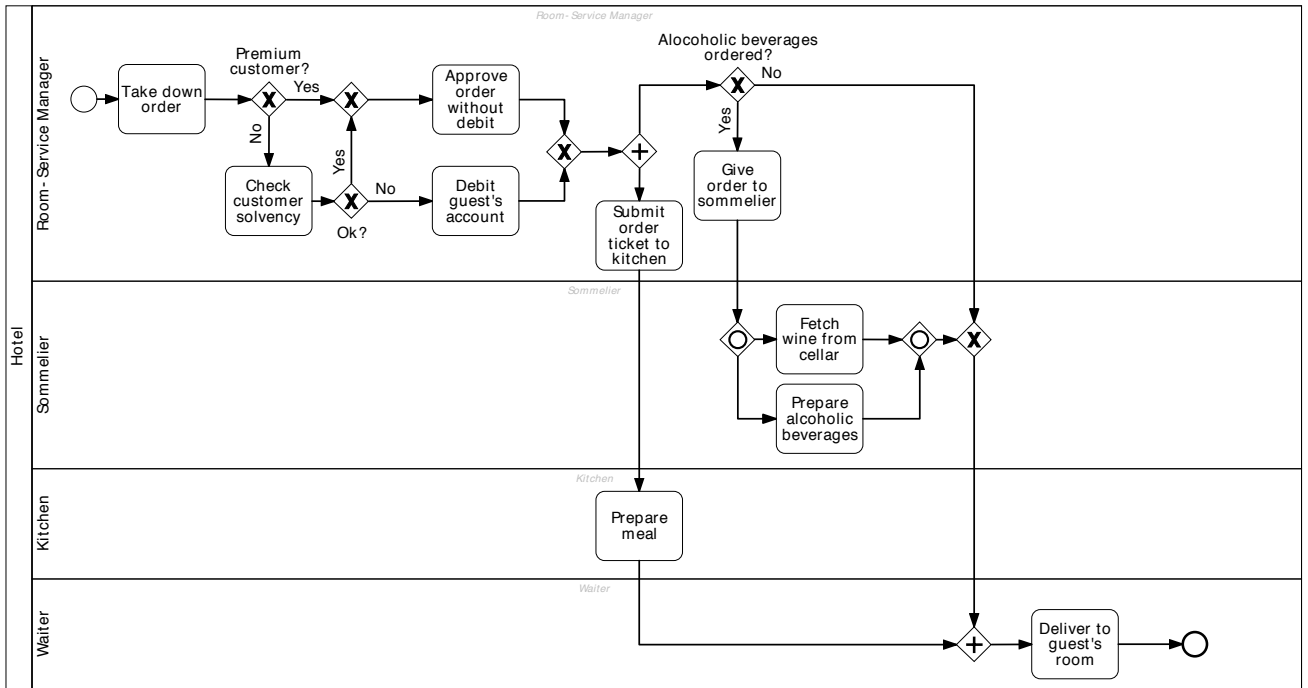 Hotel
Room-Service Manager
Room-Service Manager
Take down
order
Premium
customer?
Yes
No
Check
customer
solvency
Yes
Ok?
No
Approve
order
without
debit
Debit
guest's
account
Submit
order
ticket to
kitchen
Alocoholic beverages
ordered?
No
Yes
Give
order to
sommelier
Sommelier
Sommelier
Fetch
wine from
cellar
Prepare
alcoholic
beverages
Kitchen
Kitchen
Prepare
meal
Waiter
Waiter
Deliver to
guest's
room